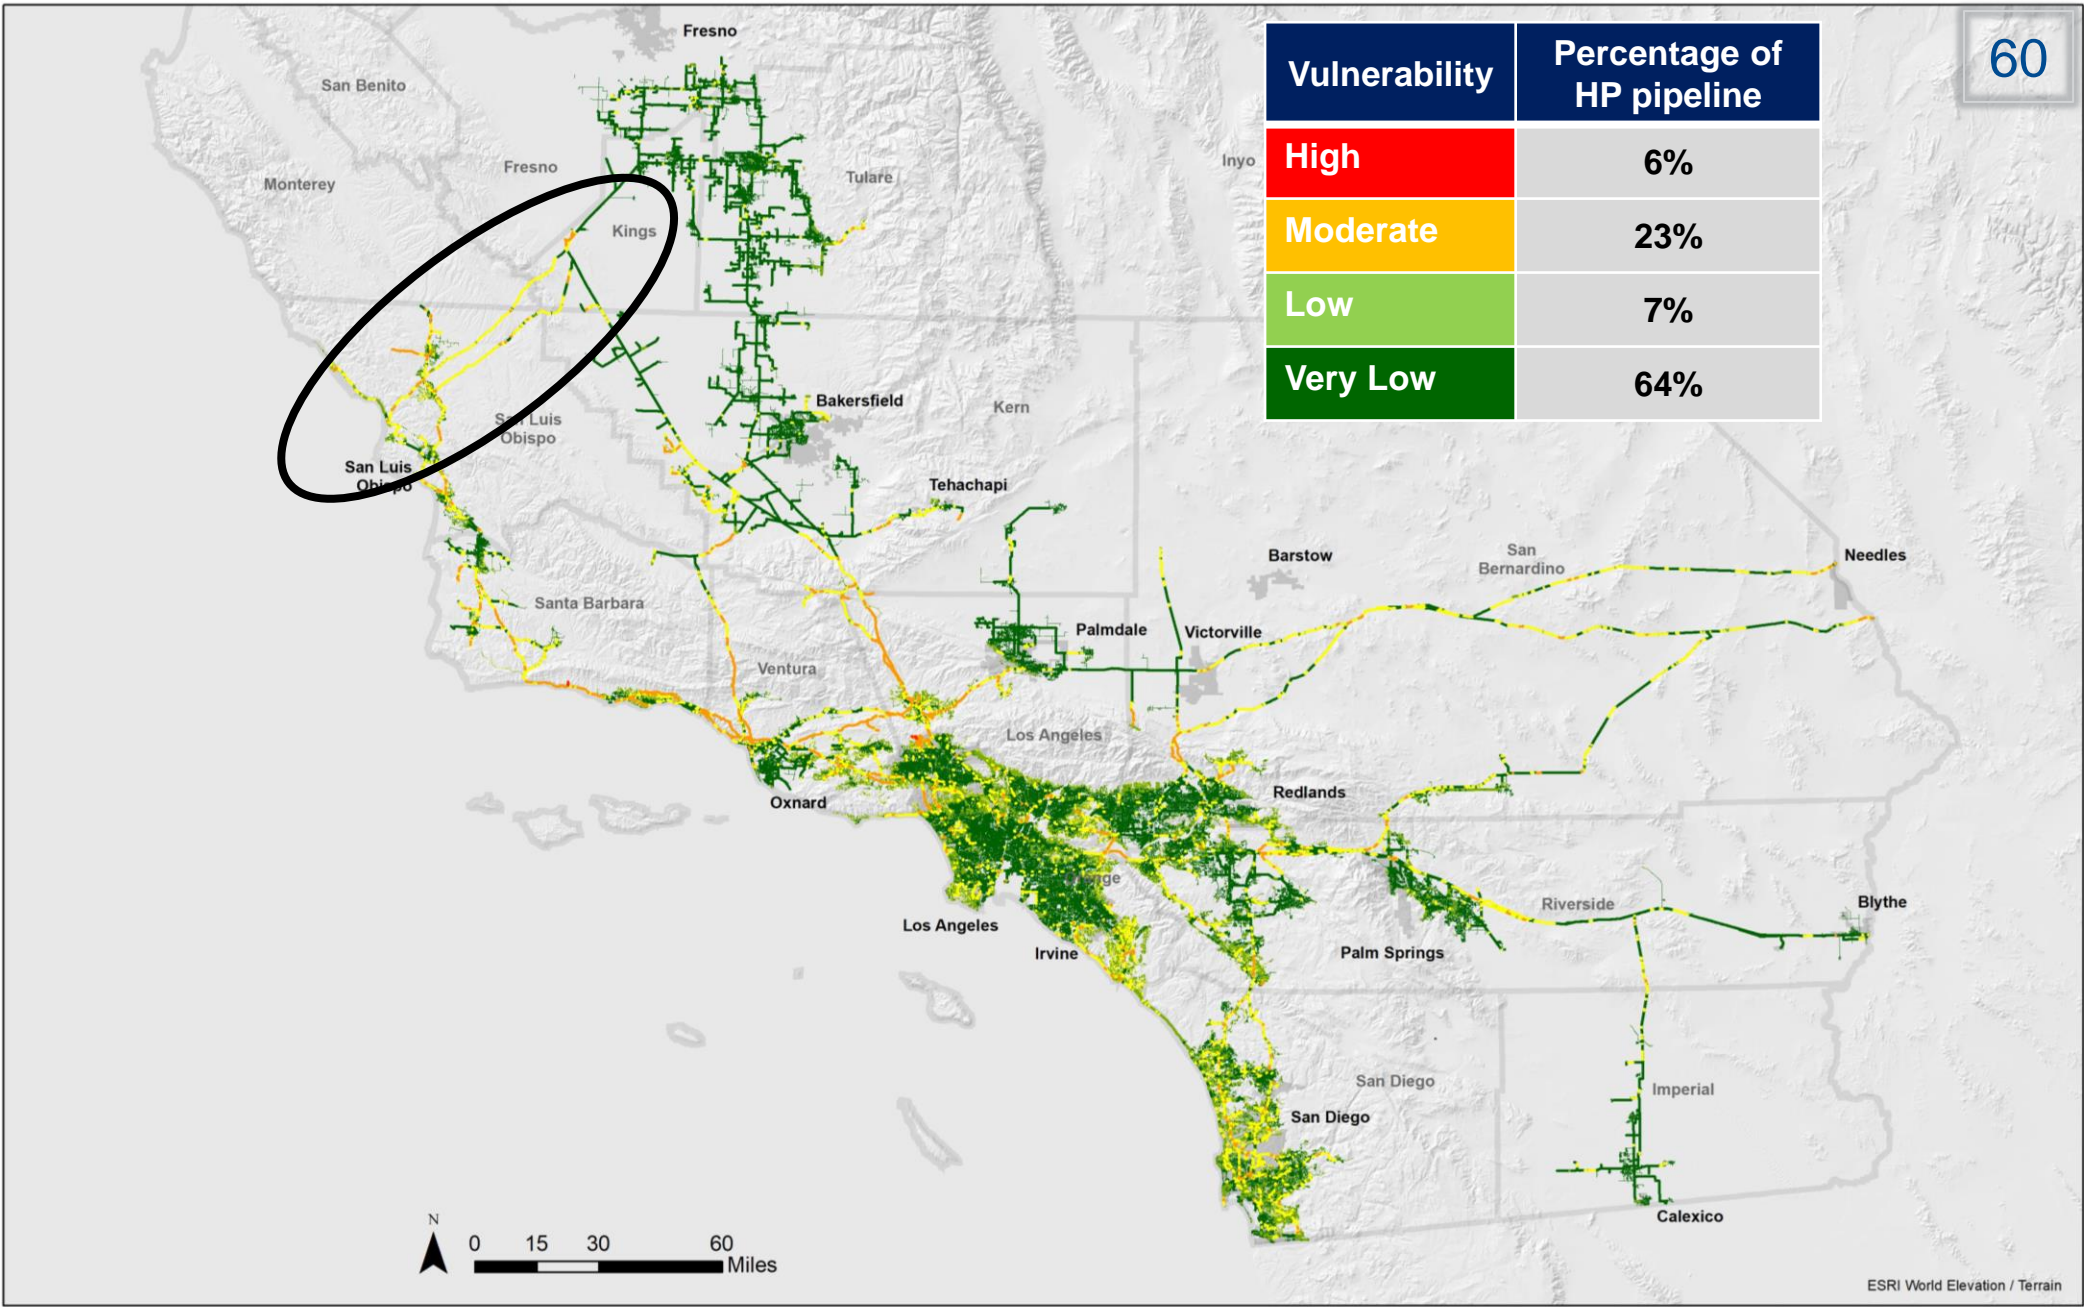 60
Vulnerability
Percentage of
HP pipeline
High
6%
Moderate
23%
Low
7%
Very Low
64%
Fresno
San Benito
Fresno
Monterey
Kings
Tulare
Inyo
San Luis
Obispo
San Luis
Obispo
Bakersfield
Kern
Tehachapi
Barstow
San
Bernardino
Needles
Santa Barbara
Palmdale
Victorville
Ventura
Los Angeles
Oxnard
Redlands
Orange
Los Angeles
Irvine
Palm Springs
Riverside
Blythe
San Diego
San Diego
Imperial
Calexico
N
0 15 30 60
Miles
ESRI World Elevation / Terrain